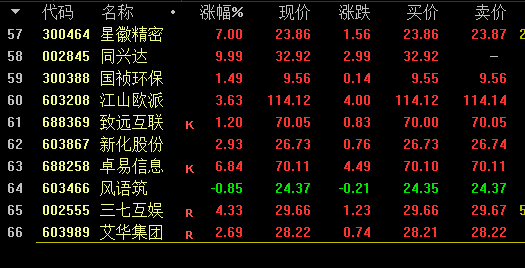 代码 名称 • 涨幅% 现价 涨跌 买价 卖价
57 300464 星徽精密 7.00 23.86 1.56 23.86 23.87 2
58 002845 同兴达 9.99 32.92 2.99 32.92 –
59 300388 国祯环保 1.49 9.56 0.14 9.55 9.56
60 603208 江山欧派 3.63 114.12 4.00 114.12 114.14
61 688369 致远互联 K 1.20 70.05 0.83 70.00 70.05
62 603867 新化股份 2.93 26.73 0.76 26.73 26.74
63 688258 卓易信息 K 6.84 70.11 4.49 70.10 70.11
64 603466 风语筑 -0.85 24.37 -0.21 24.35 24.37
65 002555 三七互娱 R 4.33 29.66 1.23 29.66 29.67 5
66 603989 艾华集团 R 2.69 28.22 0.74 28.21 28.22